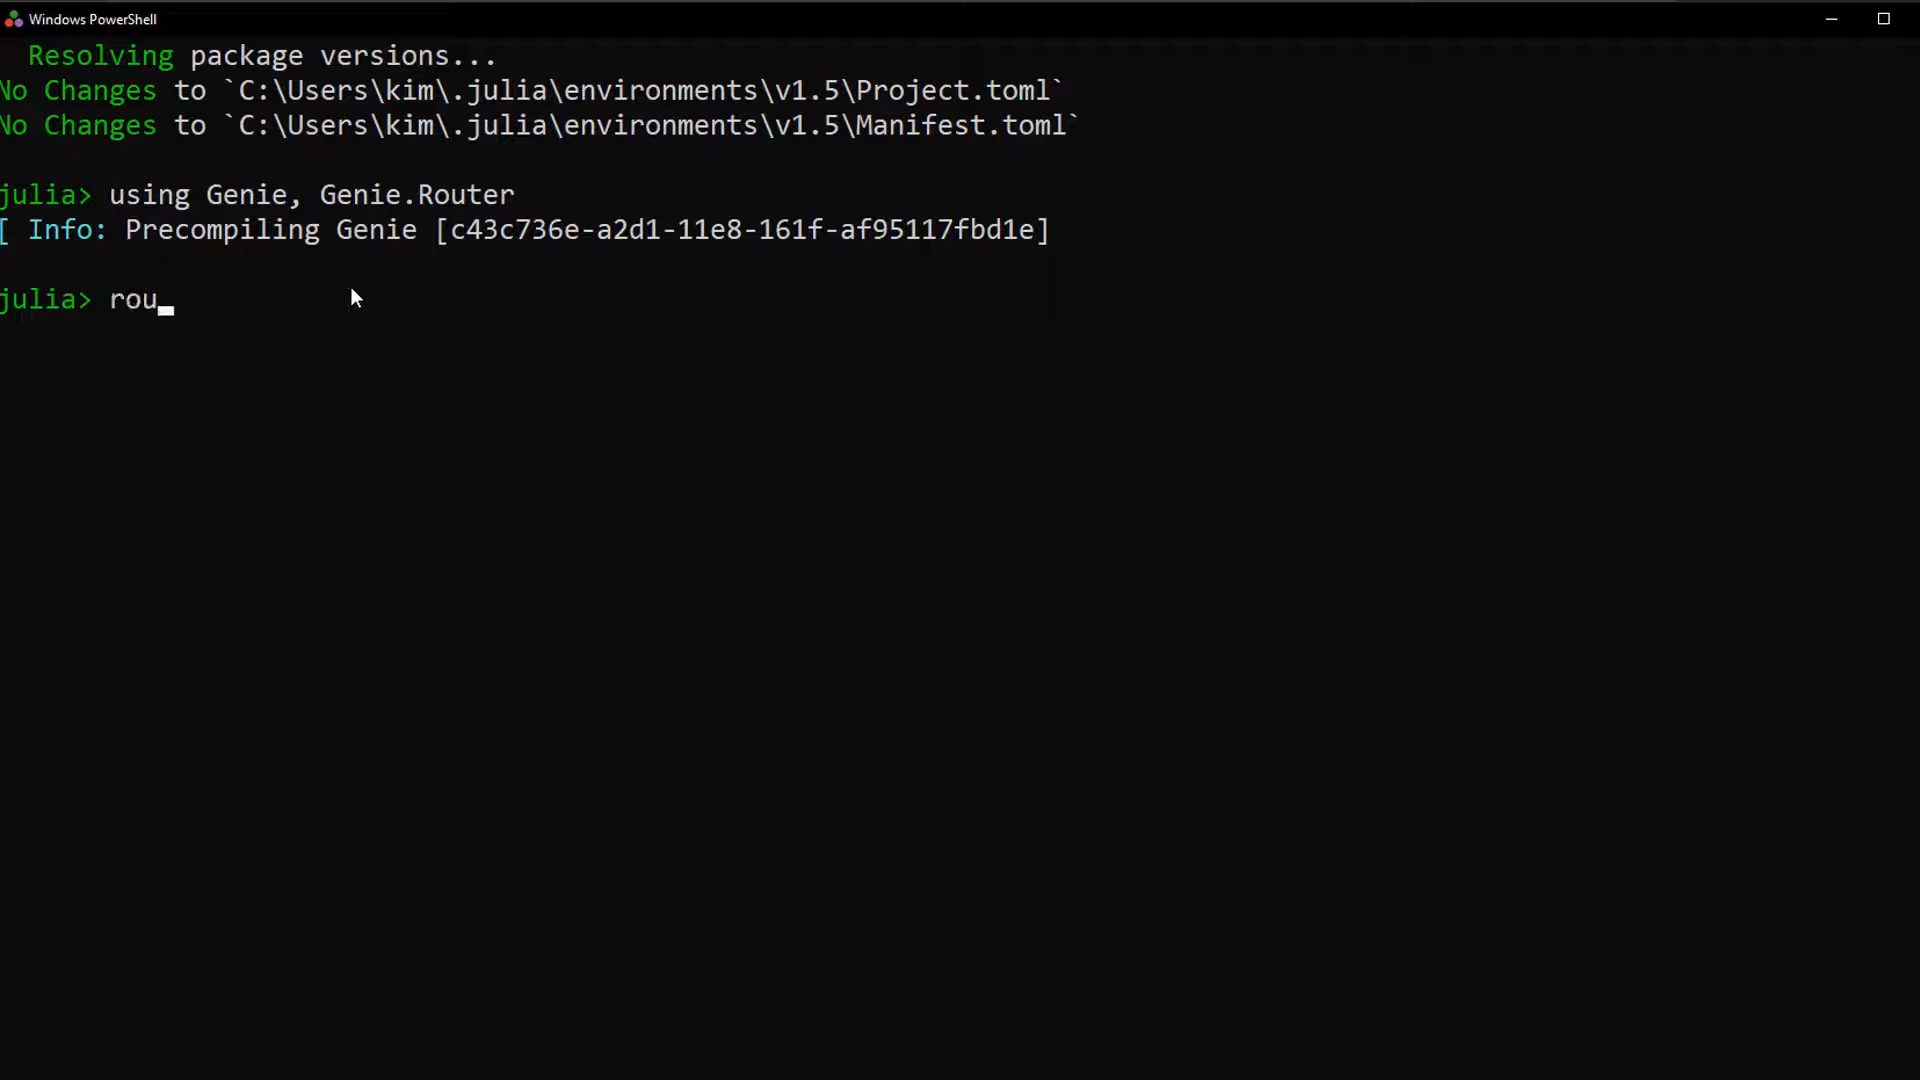 Windows PowerShell
Resolving package versions...
No Changes to `C:\Users\kim\.julia\environments\v1.5\Project.toml`
No Changes to `C:\Users\kim\.julia\environments\v1.5\Manifest.toml`
julia> using Genie, Genie.Router
[ Info: Precompiling Genie [c43c736e-a2d1-11e8-161f-af95117fbd1e]
julia> rou